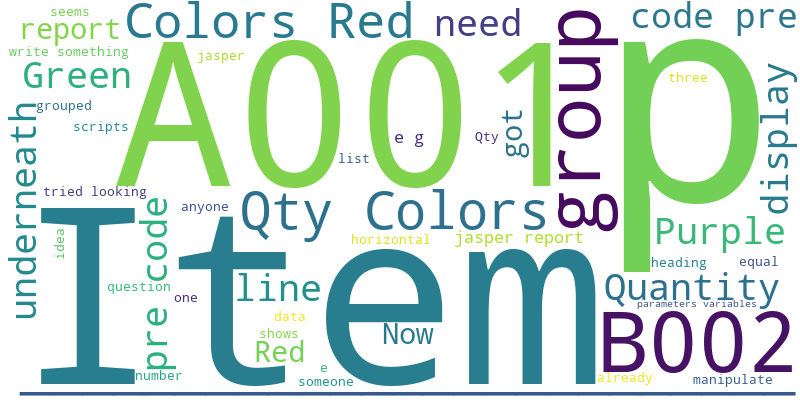 seems
report
write something
Colors Red
need
code pre
jasper
Green
A001
p
group
three
grouped
scripts
underneath
e g
Qty
got
display
list
tried looking
pre code
anyone
Qty Colors
Item
idea
horizontal
jasper report
Purple
heading
equal
question
one
line
Quantity
parameters variables
data
shows
Now
B002
Red
number
e
someone
already
manipulate